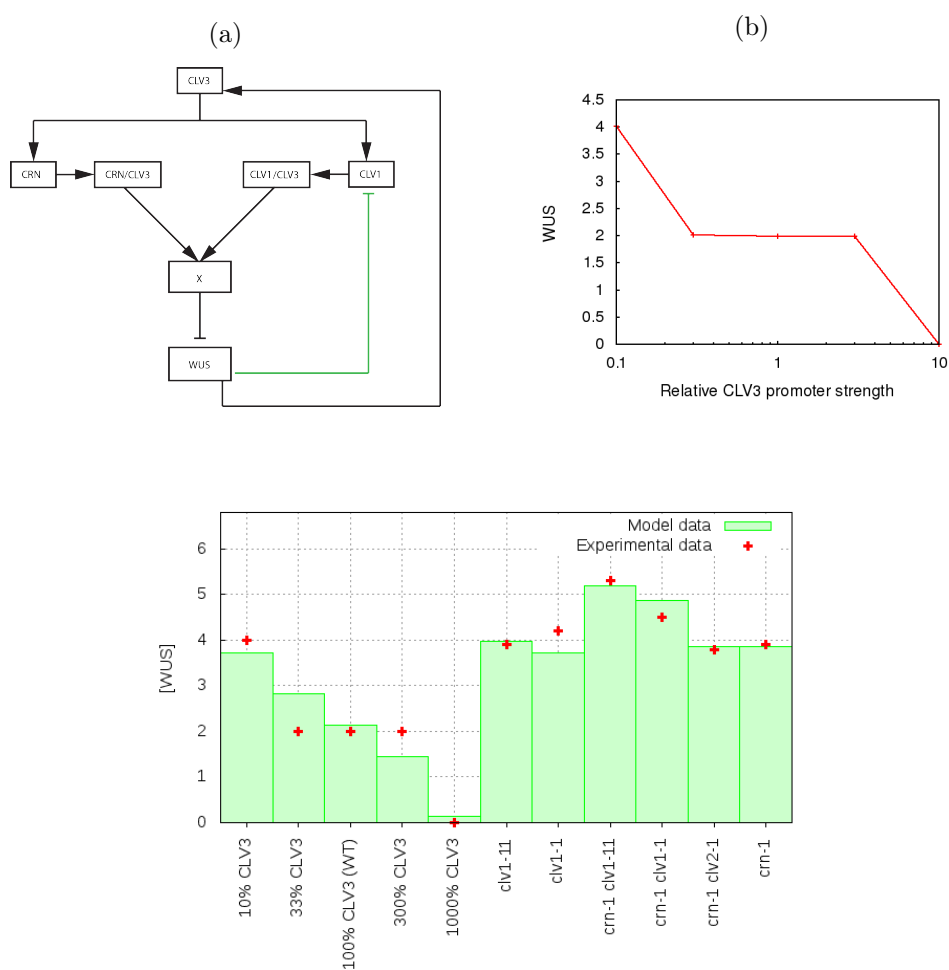 (a)
CLV3
CRN
CRN/CLV3
CLV1/CLV3
CLV1
X
WUS
(b)
4.5
4
3.5
3
2.5
2
1.5
1
0.5
0
WUS
0.1
1
10
Relative CLV3 promoter strength
Model data
Experimental data
6
5
4
3
2
1
0
[WUS]
10% CLV3
33% CLV3
100% CLV3 (WT)
300% CLV3
1000% CLV3
clv1-11
clv1-1
crn-1 clv1-11
crn-1 clv1-1
crn-1 clv2-1
crn-1